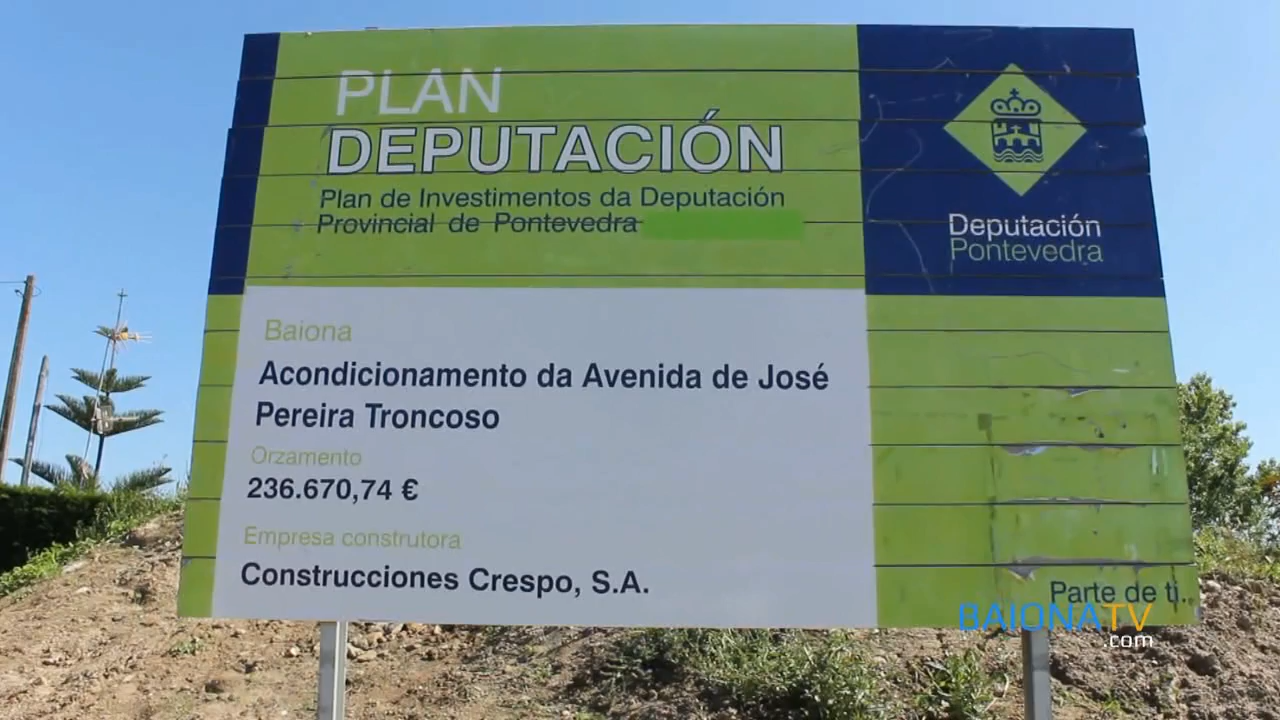 PLAN
DEPUTACIÓN
Plan de Investimentos da Deputación
Provincial de Pontevedra
Deputación
Pontevedra
Baiona
Acondicionamento da Avenida de José
Pereira Troncoso
Orzamento
236.670,74 €
Empresa construtora
Construcciones Crespo, S.A.
Parte de ti..
BAIONATV
.com